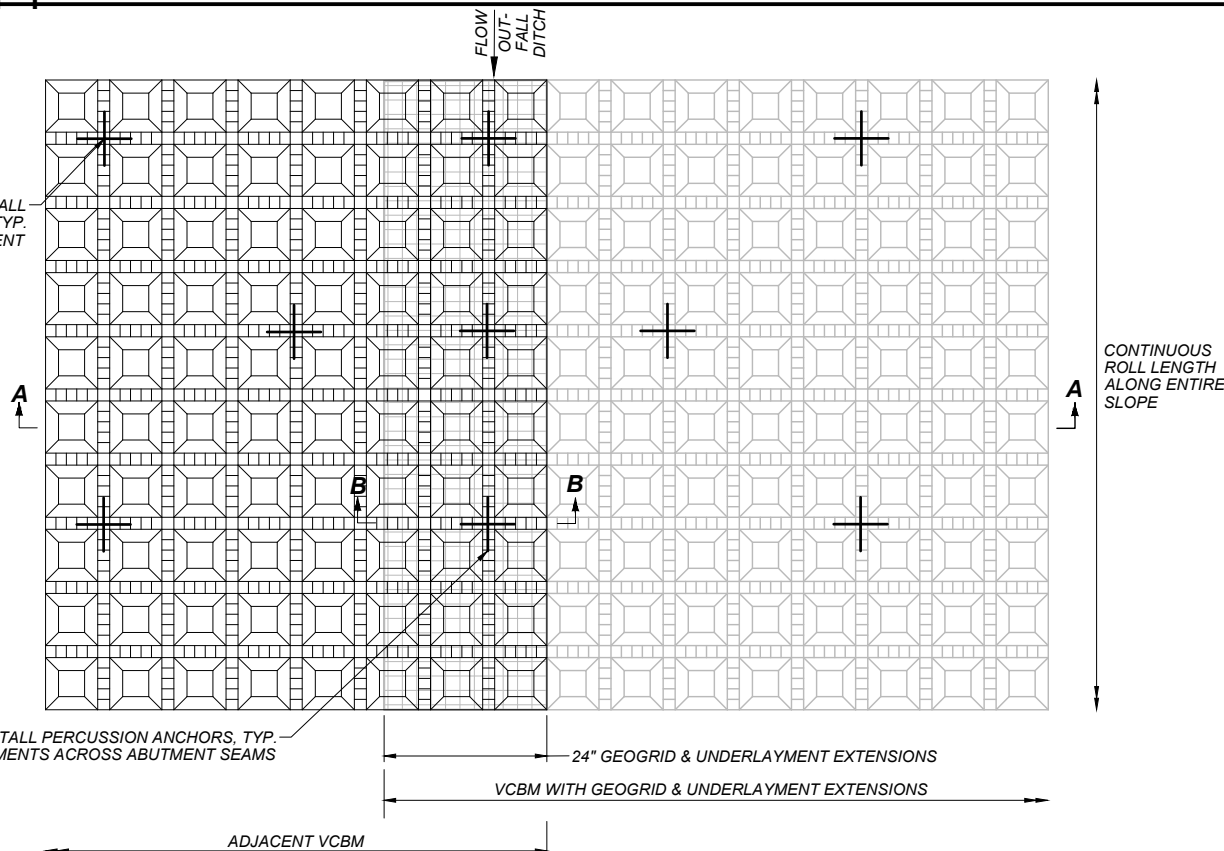 FLOW
OUT-
FALL
DITCH
ALL
TYP.
ENT
CONTINUOUS
ROLL LENGTH
ALONG ENTIRE
SLOPE
A
A
B
B
TALL PERCUSSION ANCHORS, TYP.
MENTS ACROSS ABUTMENT SEAMS
24" GEOGRID & UNDERLAYMENT EXTENSIONS
VCBM WITH GEOGRID & UNDERLAYMENT EXTENSIONS
ADJACENT VCBM